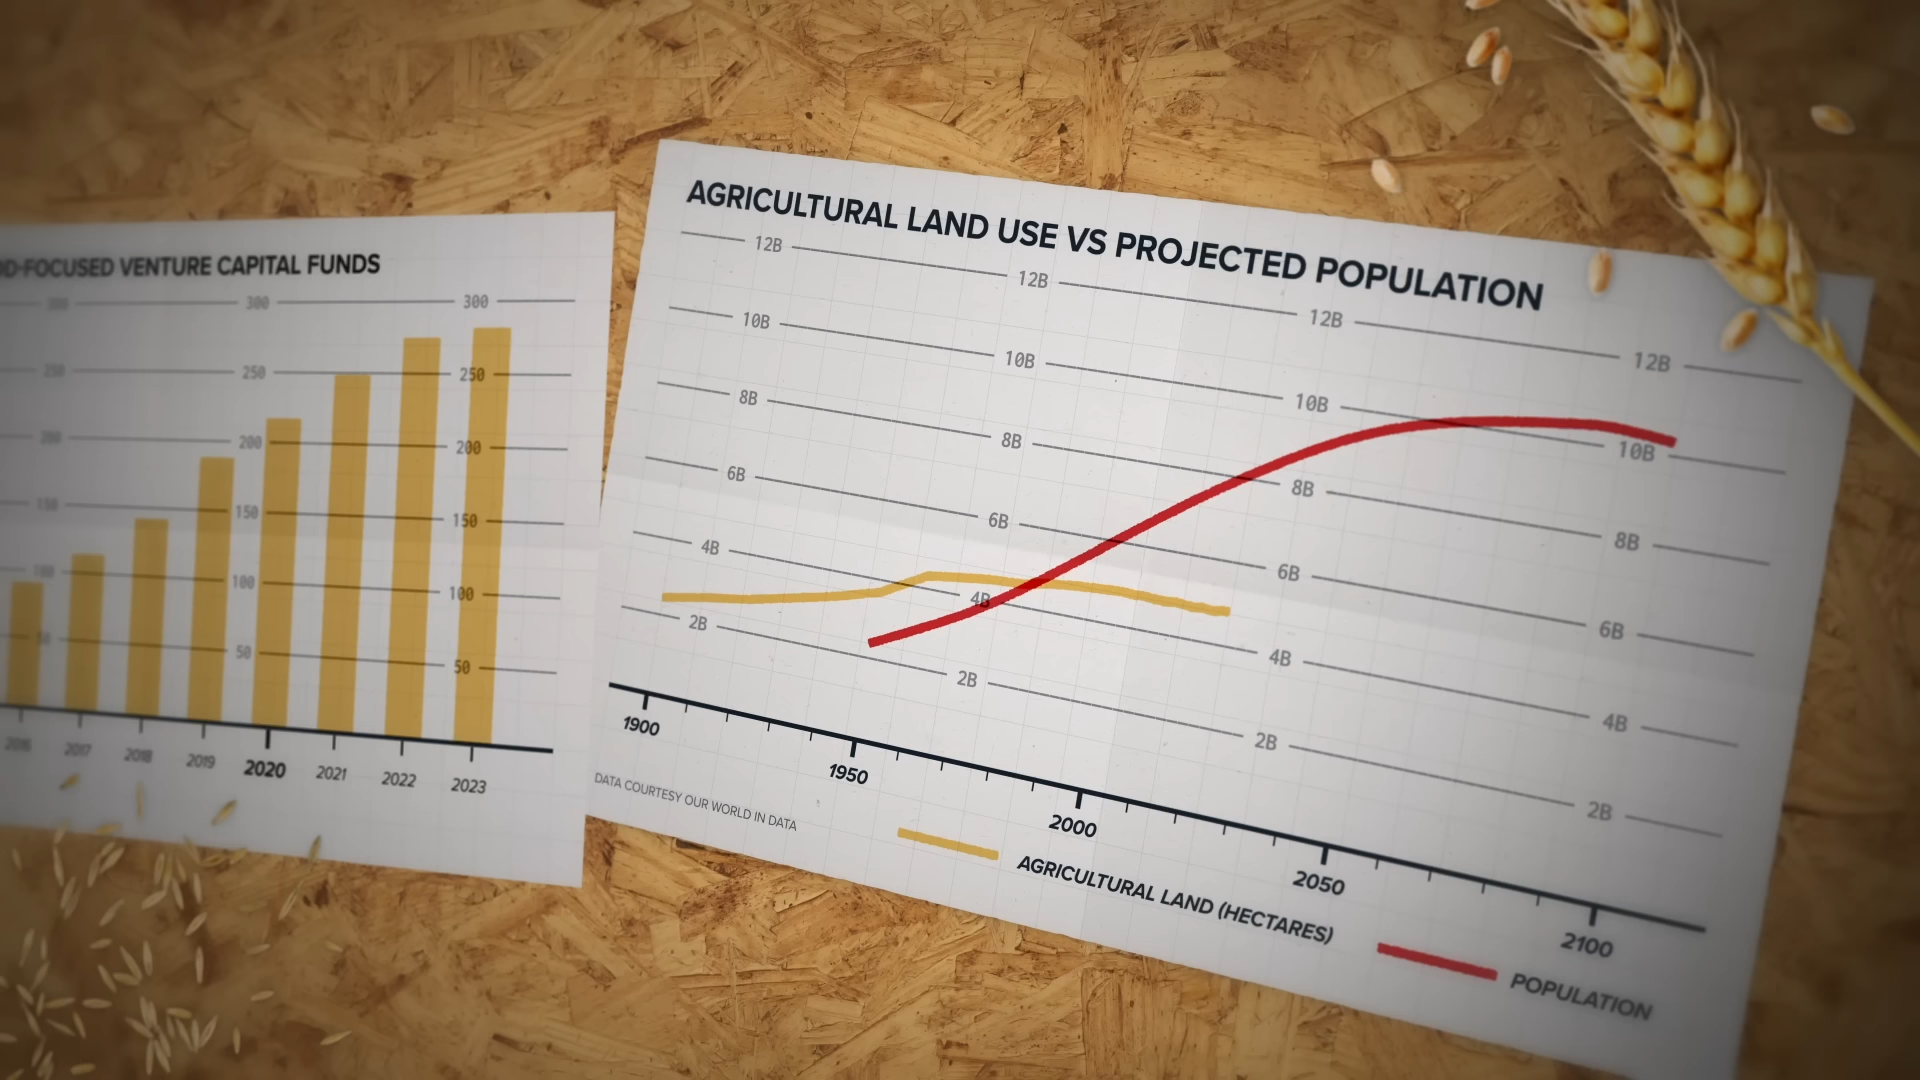 OD-FOCUSED VENTURE CAPITAL FUNDS
300 300 300
250 250 250
200 200 200
150 150 150
100 100 100
50 50 50
2016 2017 2018 2019 2020 2021 2022 2023
AGRICULTURAL LAND USE VS PROJECTED POPULATION
12B 12B 12B 12B
10B 10B 10B 10B
8B 8B 8B 8B
6B 6B 6B 6B
4B 4B 4B 4B
2B 2B 2B 2B
1900 1950 2000 2050 2100
DATA COURTESY OUR WORLD IN DATA
AGRICULTURAL LAND (HECTARES)
POPULATION